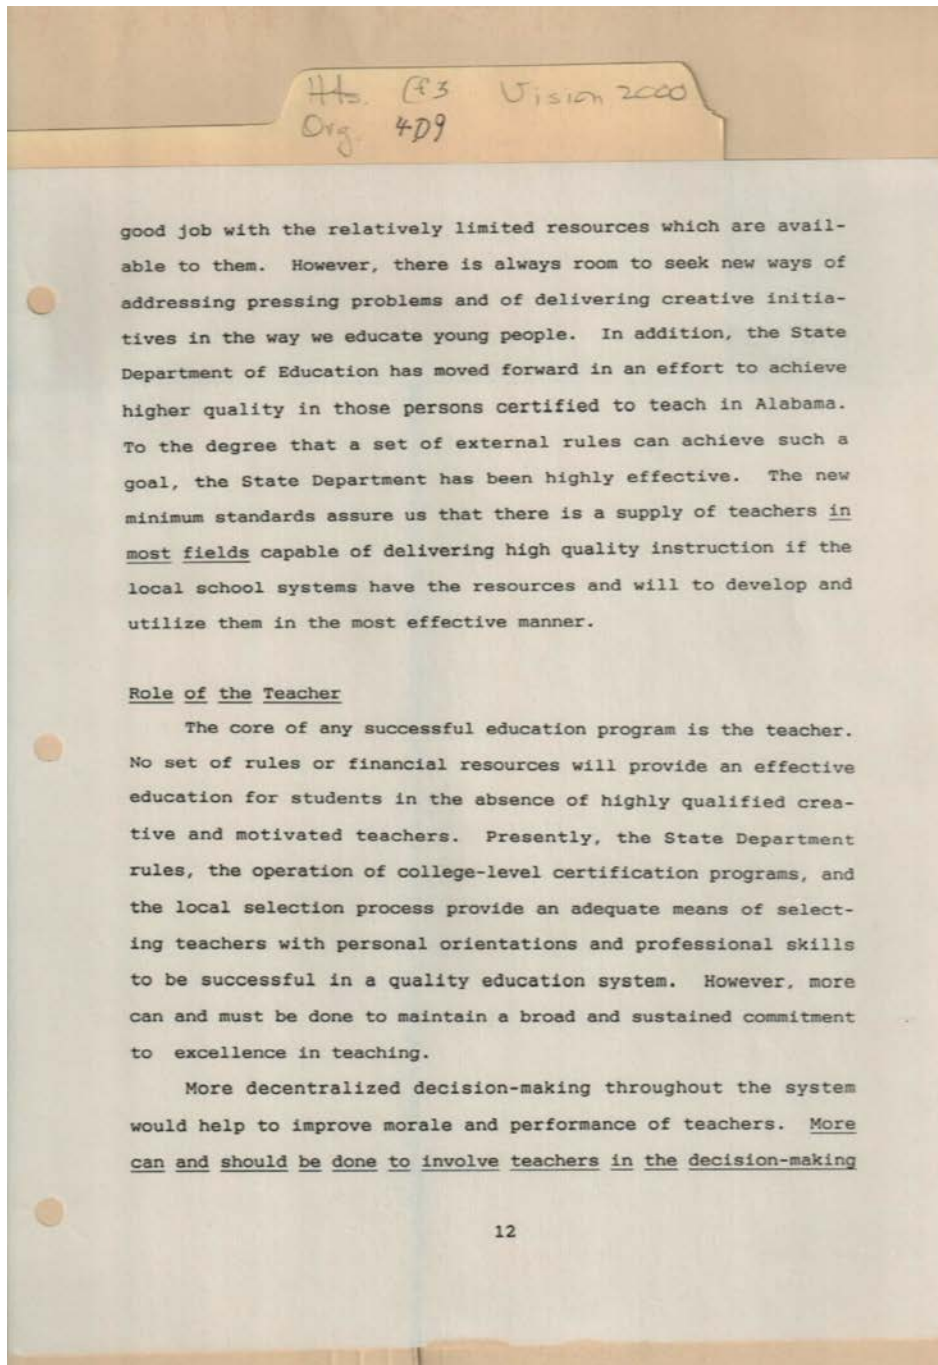 Hts. Cf3 Vision 2000
Org. 4D9
good job with the relatively limited resources which are avail-
able to them. However, there is always room to seek new ways of
addressing pressing problems and of delivering creative initia-
tives in the way we educate young people. In addition, the State
Department of Education has moved forward in an effort to achieve
higher quality in those persons certified to teach in Alabama.
To the degree that a set of external rules can achieve such a
goal, the State Department has been highly effective. The new
minimum standards assure us that there is a supply of teachers in
most fields capable of delivering high quality instruction if the
local school systems have the resources and will to develop and
utilize them in the most effective manner.
Role of the Teacher
The core of any successful education program is the teacher.
No set of rules or financial resources will provide an effective
education for students in the absence of highly qualified crea-
tive and motivated teachers. Presently, the State Department
rules, the operation of college-level certification programs, and
the local selection process provide an adequate means of select-
ing teachers with personal orientations and professional skills
to be successful in a quality education system. However, more
can and must be done to maintain a broad and sustained commitment
to excellence in teaching.
More decentralized decision-making throughout the system
would help to improve morale and performance of teachers. More
can and should be done to involve teachers in the decision-making
12